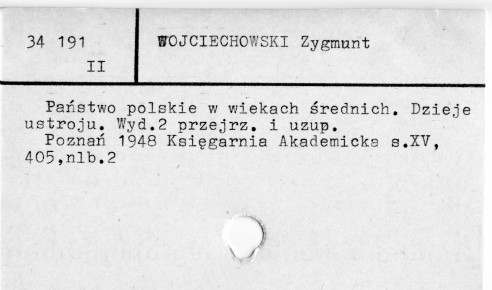 34 191 WOJCIECHOWSKI Zygmunt
II
Państwo polskie w wiekach średnich. Dzieje
ustroju. Wyd.2 przejrz. i uzup.
Poznań 1948 Księgarnia Akademicka s.XV,
405,nlb.2